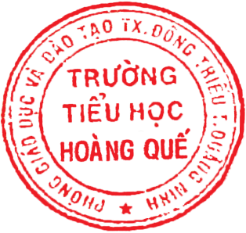 PHÒNG GIÁO DỤC VÀ ĐÀO TẠO TX. ĐÔNG TRIỀU T. QUẢNG NINH
TRƯỜNG
TIỂU HỌC
HOÀNG QUẾ